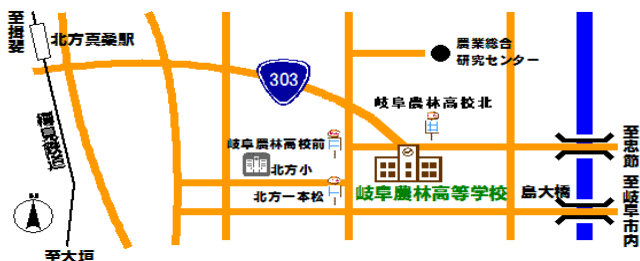 至揖斐
北方真桑駅
303
農業総合
研究センター
岐阜農林高校北
岐阜農林高校前
北方小
北方一本松
岐阜農林高等学校
島大橋
至忠節
至岐阜市内
至大垣